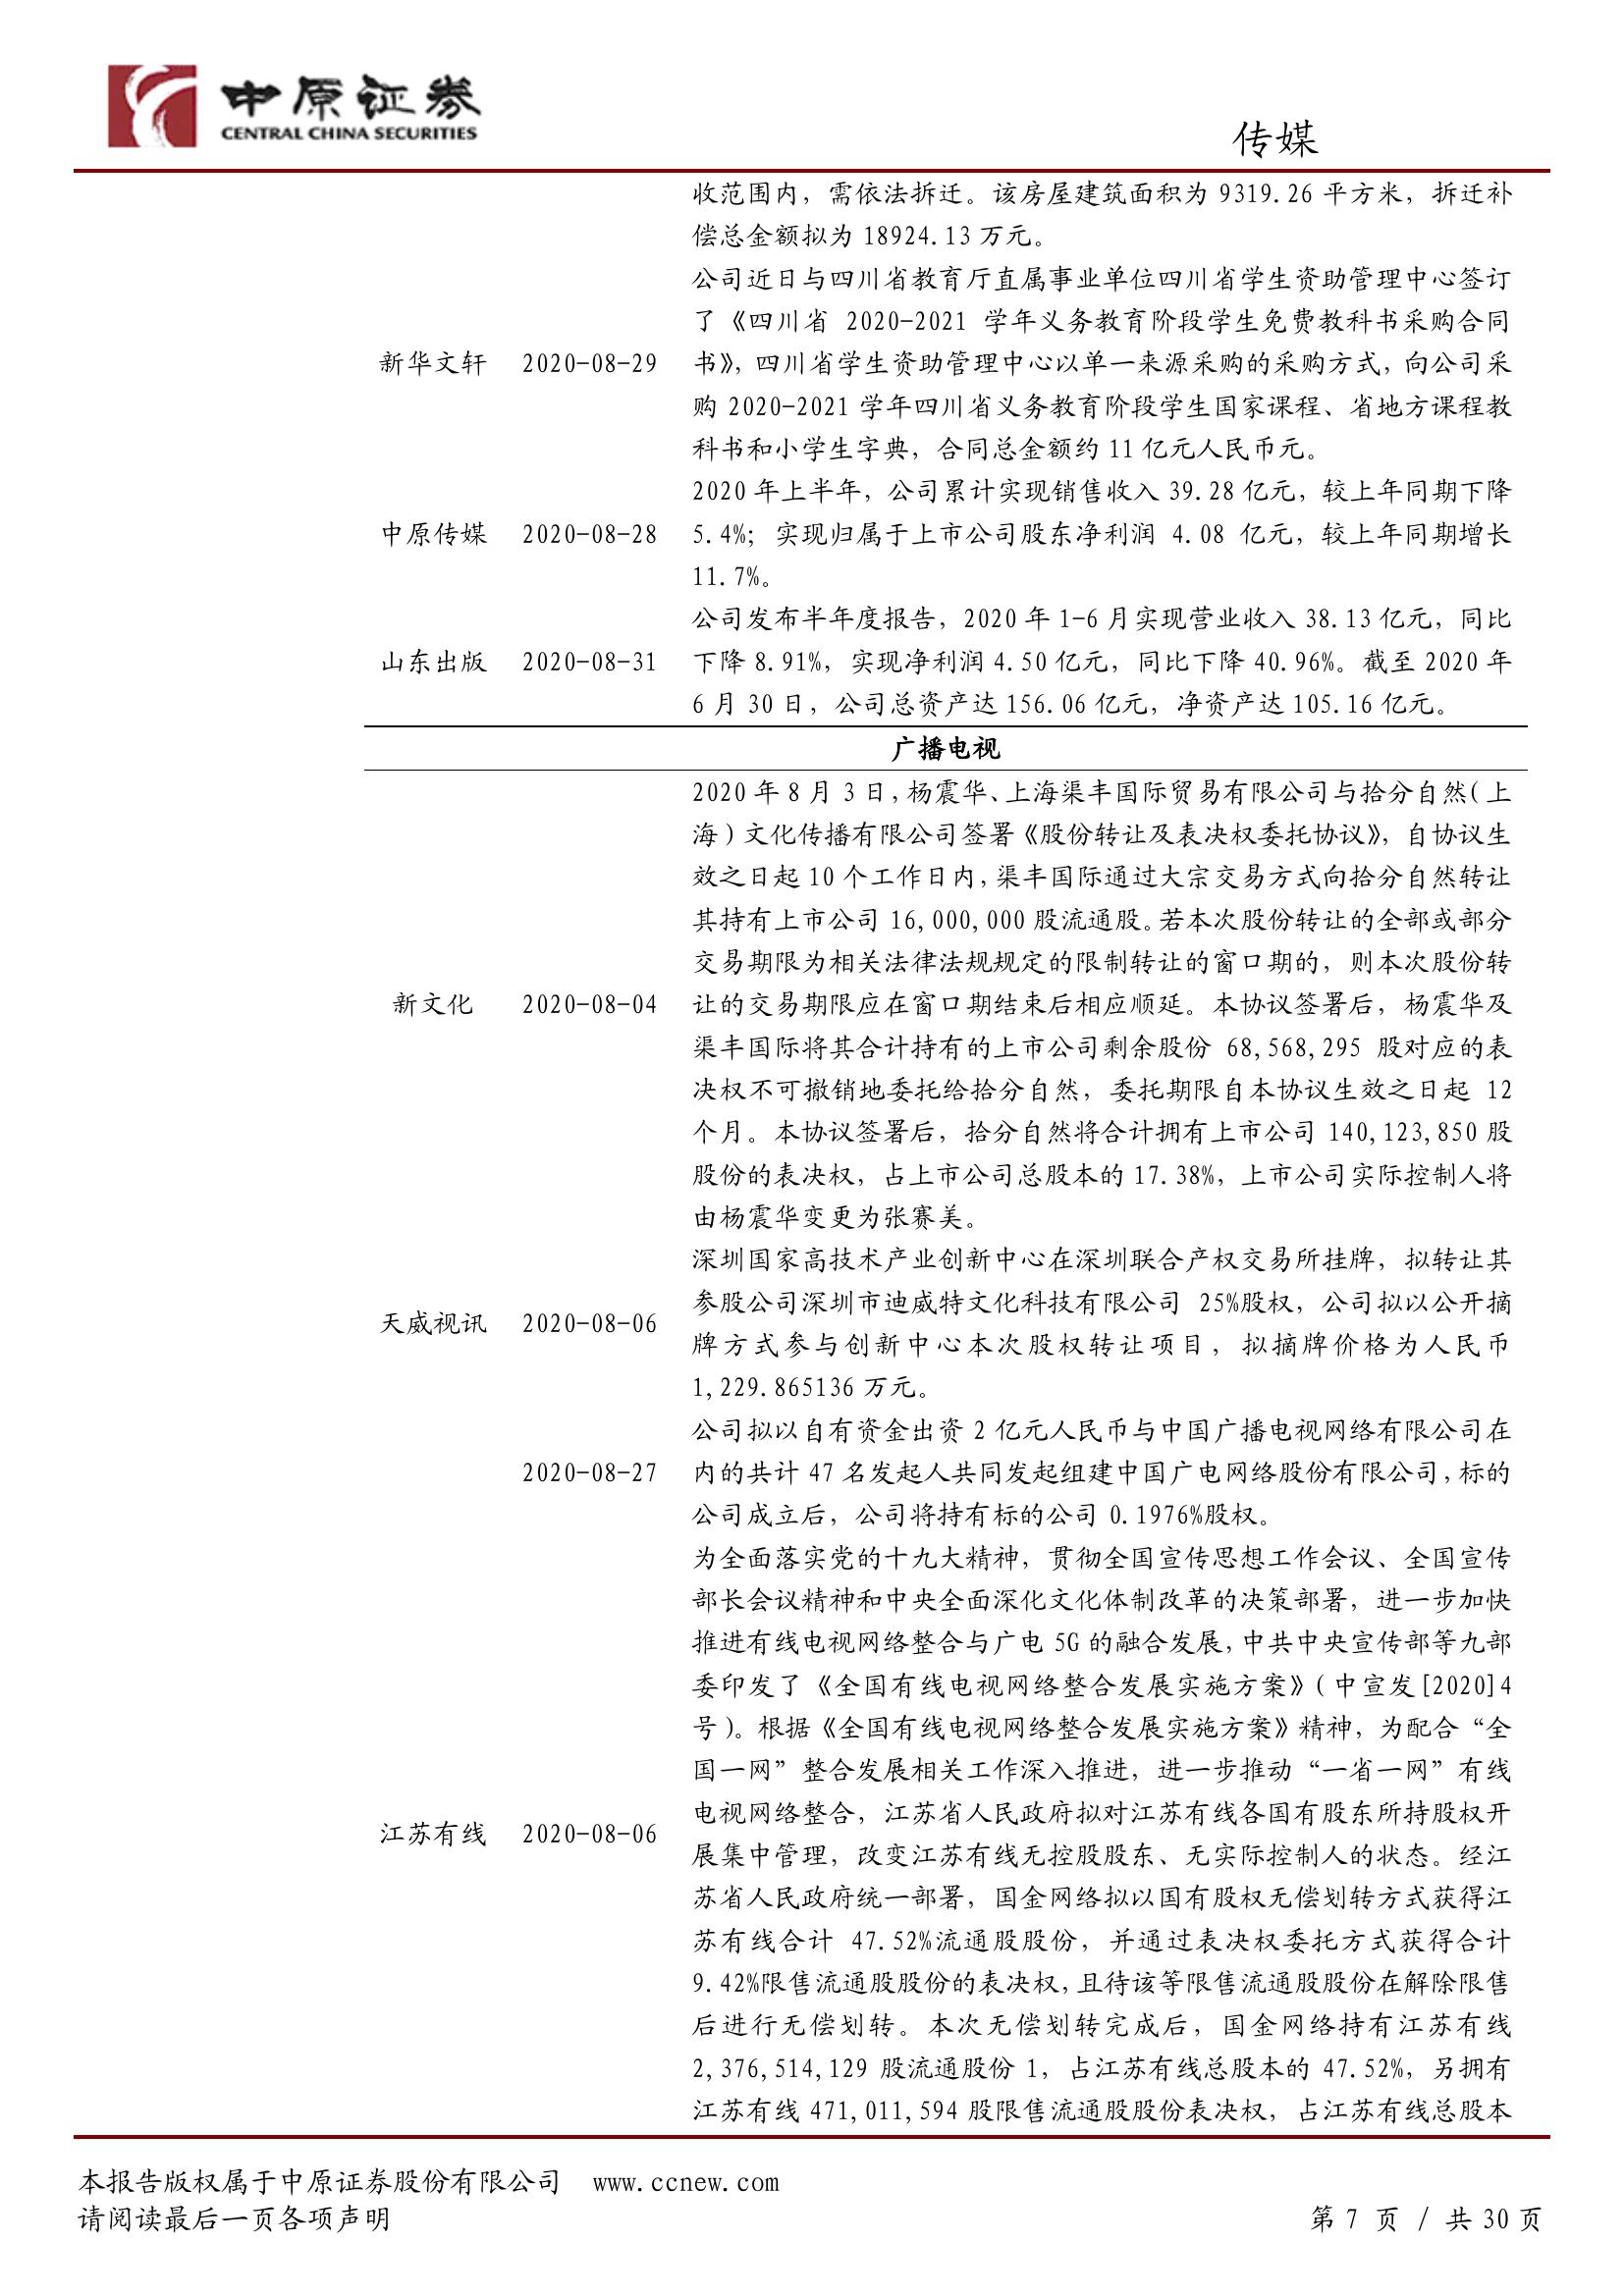 中原证券
CENTRAL CHINA SECURITIES
传媒
收范围内，需依法拆迁。该房屋建筑面积为 9319.26 平方米，拆迁补
偿总金额拟为 18924.13 万元。
公司近日与四川省教育厅直属事业单位四川省学生资助管理中心签订
了《四川省 2020-2021 学年义务教育阶段学生免费教科书采购合同
新华文轩 2020-08-29 书》，四川省学生资助管理中心以单一来源采购的采购方式，向公司采
购 2020-2021 学年四川省义务教育阶段学生国家课程、省地方课程教
科书和小学生字典，合同总金额约 11 亿元人民币元。
2020 年上半年，公司累计实现销售收入 39.28 亿元，较上年同期下降
中原传媒 2020-08-28 5.4%；实现归属于上市公司股东净利润 4.08 亿元，较上年同期增长
11.7%。
公司发布半年度报告，2020 年 1-6 月实现营业收入 38.13 亿元，同比
山东出版 2020-08-31 下降 8.91%，实现净利润 4.50 亿元，同比下降 40.96%。截至 2020 年
6 月 30 日，公司总资产达 156.06 亿元，净资产达 105.16 亿元。
广播电视
2020 年 8 月 3 日，杨震华、上海渠丰国际贸易有限公司与拾分自然（上
海）文化传播有限公司签署《股份转让及表决权委托协议》，自协议生
效之日起 10 个工作日内，渠丰国际通过大宗交易方式向拾分自然转让
其持有上市公司 16,000,000 股流通股。若本次股份转让的全部或部分
交易期限为相关法律法规规定的限制转让的窗口期的，则本次股份转
新文化 2020-08-04 让的交易期限应在窗口期结束后相应顺延。本协议签署后，杨震华及
渠丰国际将其合计持有的上市公司剩余股份 68,568,295 股对应的表
决权不可撤销地委托给拾分自然，委托期限自本协议生效之日起 12
个月。本协议签署后，拾分自然将合计拥有上市公司 140,123,850 股
股份的表决权，占上市公司总股本的 17.38%，上市公司实际控制人将
由杨震华变更为张赛美。
深圳国家高技术产业创新中心在深圳联合产权交易所挂牌，拟转让其
天威视讯 2020-08-06 参股公司深圳市迪威特文化科技有限公司 25%股权，公司拟以公开摘
牌方式参与创新中心本次股权转让项目，拟摘牌价格为人民币
1,229.865136 万元。
公司拟以自有资金出资 2 亿元人民币与中国广播电视网络有限公司在
2020-08-27 内的共计 47 名发起人共同发起组建中国广电网络股份有限公司，标的
公司成立后，公司将持有标的公司 0.1976%股权。
为全面落实党的十九大精神，贯彻全国宣传思想工作会议、全国宣传
部长会议精神和中央全面深化文化体制改革的决策部署，进一步加快
推进有线电视网络整合与广电 5G 的融合发展，中共中央宣传部等九部
委印发了《全国有线电视网络整合发展实施方案》（中宣发[2020]4
号）。根据《全国有线电视网络整合发展实施方案》精神，为配合“全
国一网”整合发展相关工作深入推进，进一步推动“一省一网”有线
电视网络整合，江苏省人民政府拟对江苏有线各国有股东所持股权开
江苏有线 2020-08-06 展集中管理，改变江苏有线无控股股东、无实际控制人的状态。经江
苏省人民政府统一部署，国金网络拟以国有股权无偿划转方式获得江
苏有线合计 47.52%流通股股份，并通过表决权委托方式获得合计
9.42%限售流通股股份的表决权，且待该等限售流通股股份在解除限售
后进行无偿划转。本次无偿划转完成后，国金网络持有江苏有线
2,376,514,129 股流通股份 1，占江苏有线总股本的 47.52%，另拥有
江苏有线 471,011,594 股限售流通股股份表决权，占江苏有线总股本
本报告版权属于中原证券股份有限公司 www.ccnew.com
请阅读最后一页各项声明 第 7 页 / 共 30 页